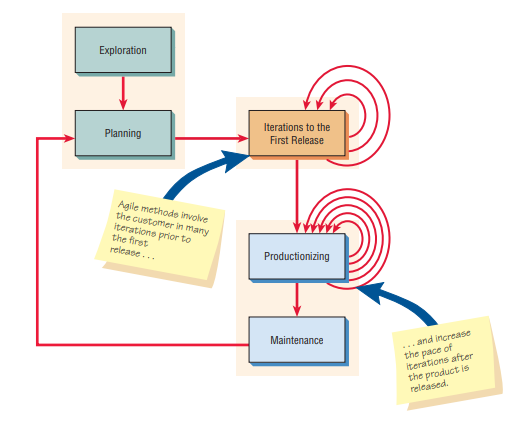 Exploration
Planning
Iterations to the
First Release
Agile methods involve
the customer in many
iterations prior to
the first
release . . .
Productionizing
Maintenance
. . . and increase
the pace of
iterations after
the product is
released.